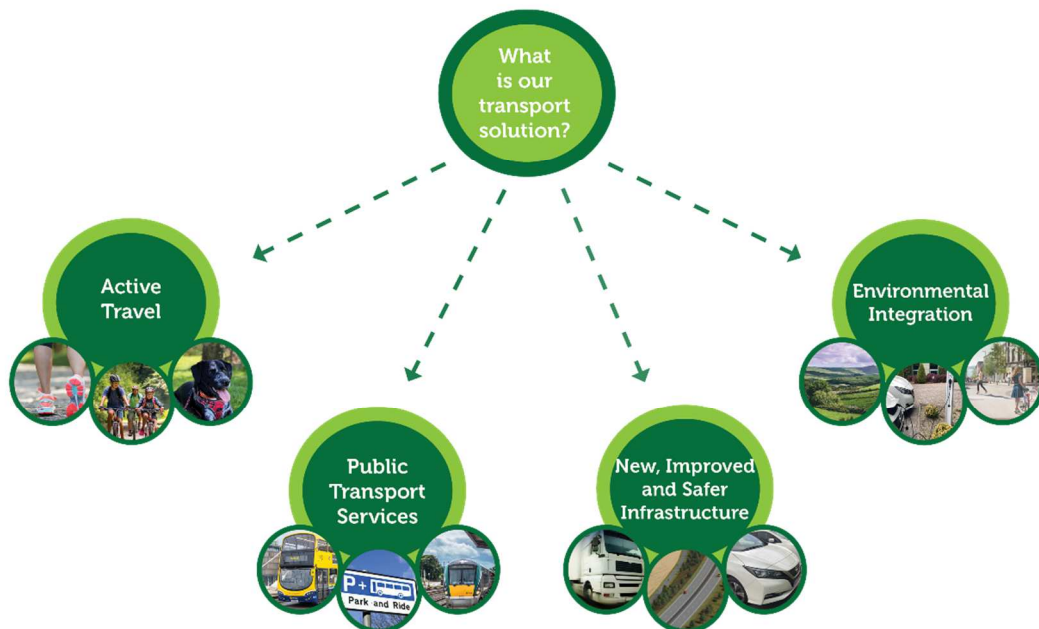 What
is our
transport
solution?
Active
Travel
Environmental
Integration
Public
Transport
Services
New, Improved
and Safer
Infrastructure
P+
Park and Ride